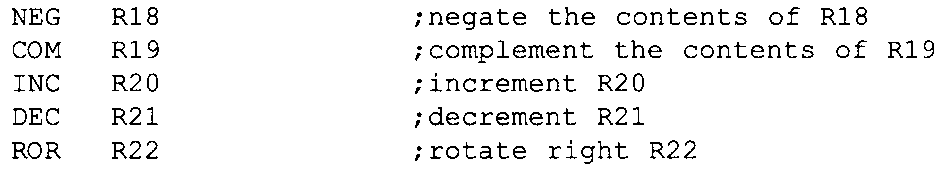 NEG R18 ;negate the contents of R18
COM R19 ;complement the contents of R19
INC R20 ;increment R20
DEC R21 ;decrement R21
ROR R22 ;rotate right R22